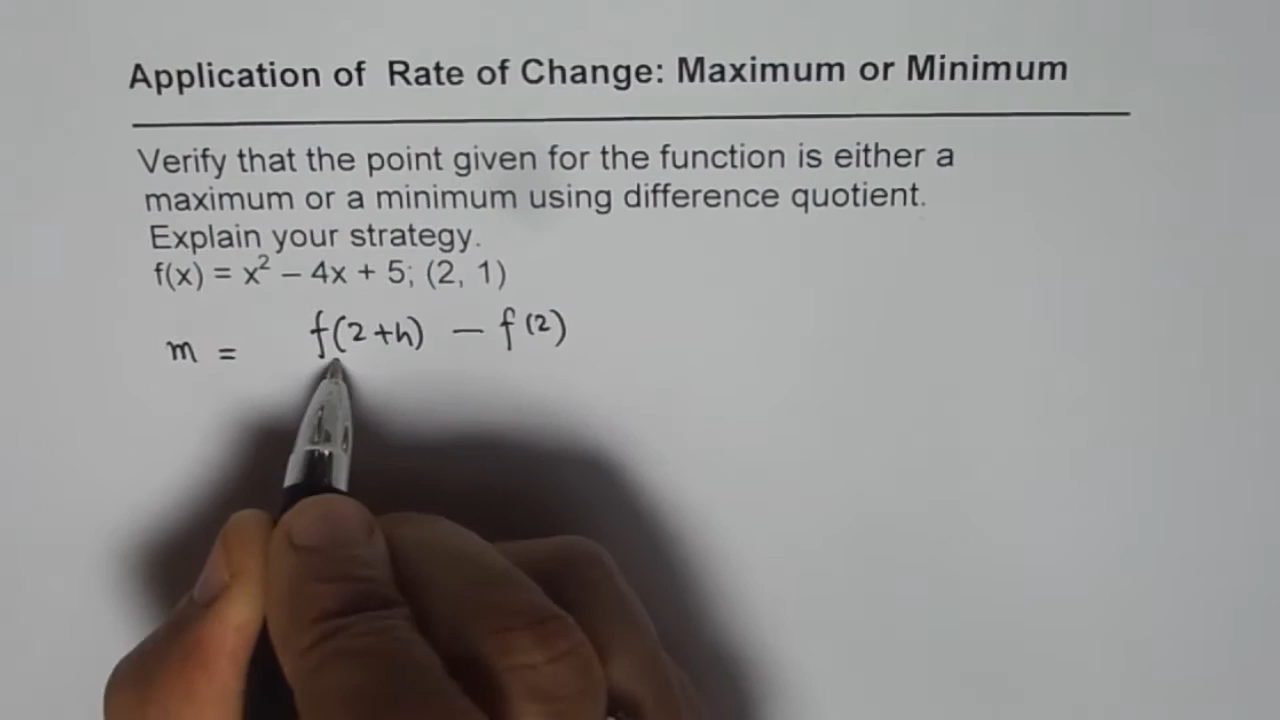 Application of Rate of Change: Maximum or Minimum
Verify that the point given for the function is either a
maximum or a minimum using difference quotient.
Explain your strategy.
f(x) = x² – 4x + 5; (2, 1)
m = f(2+h) – f(2)